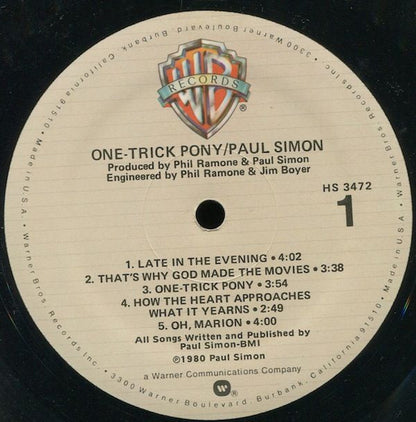 WB
RECORDS
®
ONE-TRICK PONY/PAUL SIMON
Produced by Phil Ramone & Paul Simon
Engineered by Phil Ramone & Jim Boyer
HS 3472
1
1. LATE IN THE EVENING • 4:02
2. THAT'S WHY GOD MADE THE MOVIES • 3:38
3. ONE-TRICK PONY • 3:54
4. HOW THE HEART APPROACHES
WHAT IT YEARNS • 2:49
5. OH, MARION • 4:00
All Songs Written and Published by
Paul Simon-BMI
℗1980 Paul Simon
a Warner Communications Company
W
Warner Bros. Records Inc. • 3300 Warner Boulevard, Burbank, California 91510 • Made in U.S.A. •
Warner Bros. Records Inc. • 3300 Warner Boulevard, Burbank, California 91510 • Made in U.S.A. •